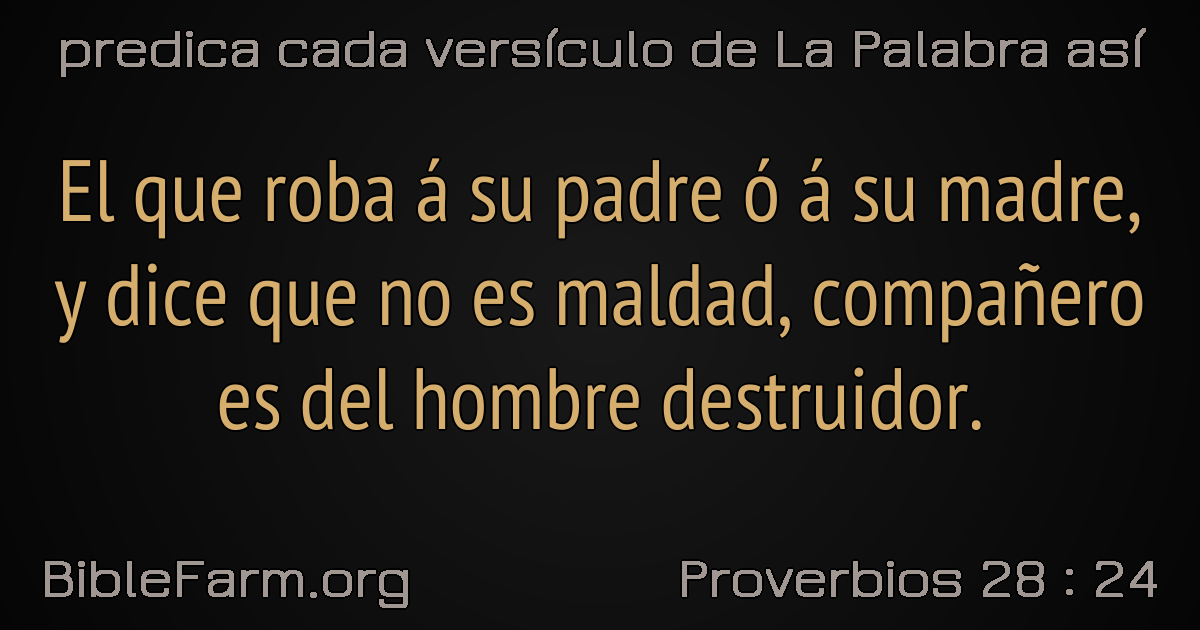 predica cada versículo de La Palabra así
El que roba á su padre ó á su madre,
y dice que no es maldad, compañero
es del hombre destruidor.
BibleFarm.org
Proverbios 28 : 24